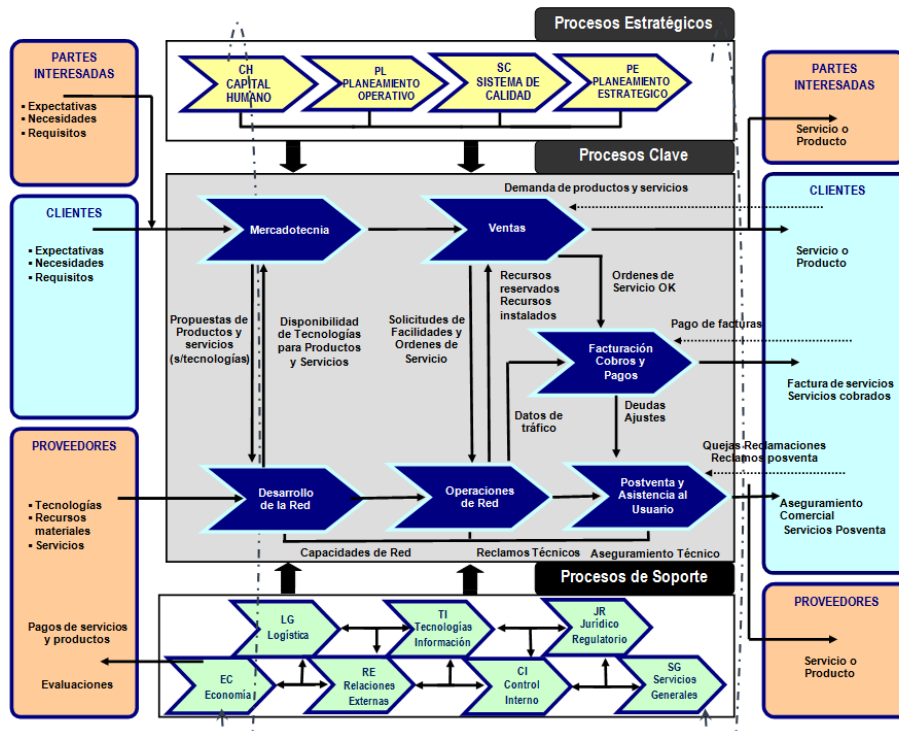 Procesos Estratégicos
PARTES
INTERESADAS
▪ Expectativas
▪ Necesidades
▪ Requisitos
CH
CAPITAL
HUMANO
PL
PLANEAMIENTO
OPERATIVO
SC
SISTEMA DE
CALIDAD
PE
PLANEAMIENTO
ESTRATEGICO
PARTES
INTERESADAS
Servicio o
Producto
Procesos Clave
CLIENTES
▪ Expectativas
▪ Necesidades
▪ Requisitos
Demanda de productos y servicios
Mercadotecnia
Ventas
CLIENTES
Servicio o
Producto
Propuestas de
Productos y
servicios
(s/tecnologías)
Disponibilidad
de Tecnologías
para Productos
y Servicios
Solicitudes de
Facilidades y
Ordenes de
Servicio
Recursos
reservados
Recursos
instalados
Ordenes de
Servicio OK
Pago de facturas
Facturación
Cobros y
Pagos
Factura de servicios
Servicios cobrados
Datos de
tráfico
Deudas
Ajustes
Quejas Reclamaciones
Reclamos posventa
PROVEEDORES
▪ Tecnologías
▪ Recursos
materiales
▪ Servicios
Desarrollo
de la Red
Operaciones
de Red
Postventa y
Asistencia al
Usuario
Aseguramiento
Comercial
Servicios Posventa
Capacidades de Red
Reclamos Técnicos
Aseguramiento Técnico
Procesos de Soporte
Pagos de servicios
y productos
Evaluaciones
LG
Logística
TI
Tecnologías
Información
JR
Jurídico
Regulatorio
EC
Economía
RE
Relaciones
Externas
CI
Control
Interno
SG
Servicios
Generales
PROVEEDORES
Servicio o
Producto